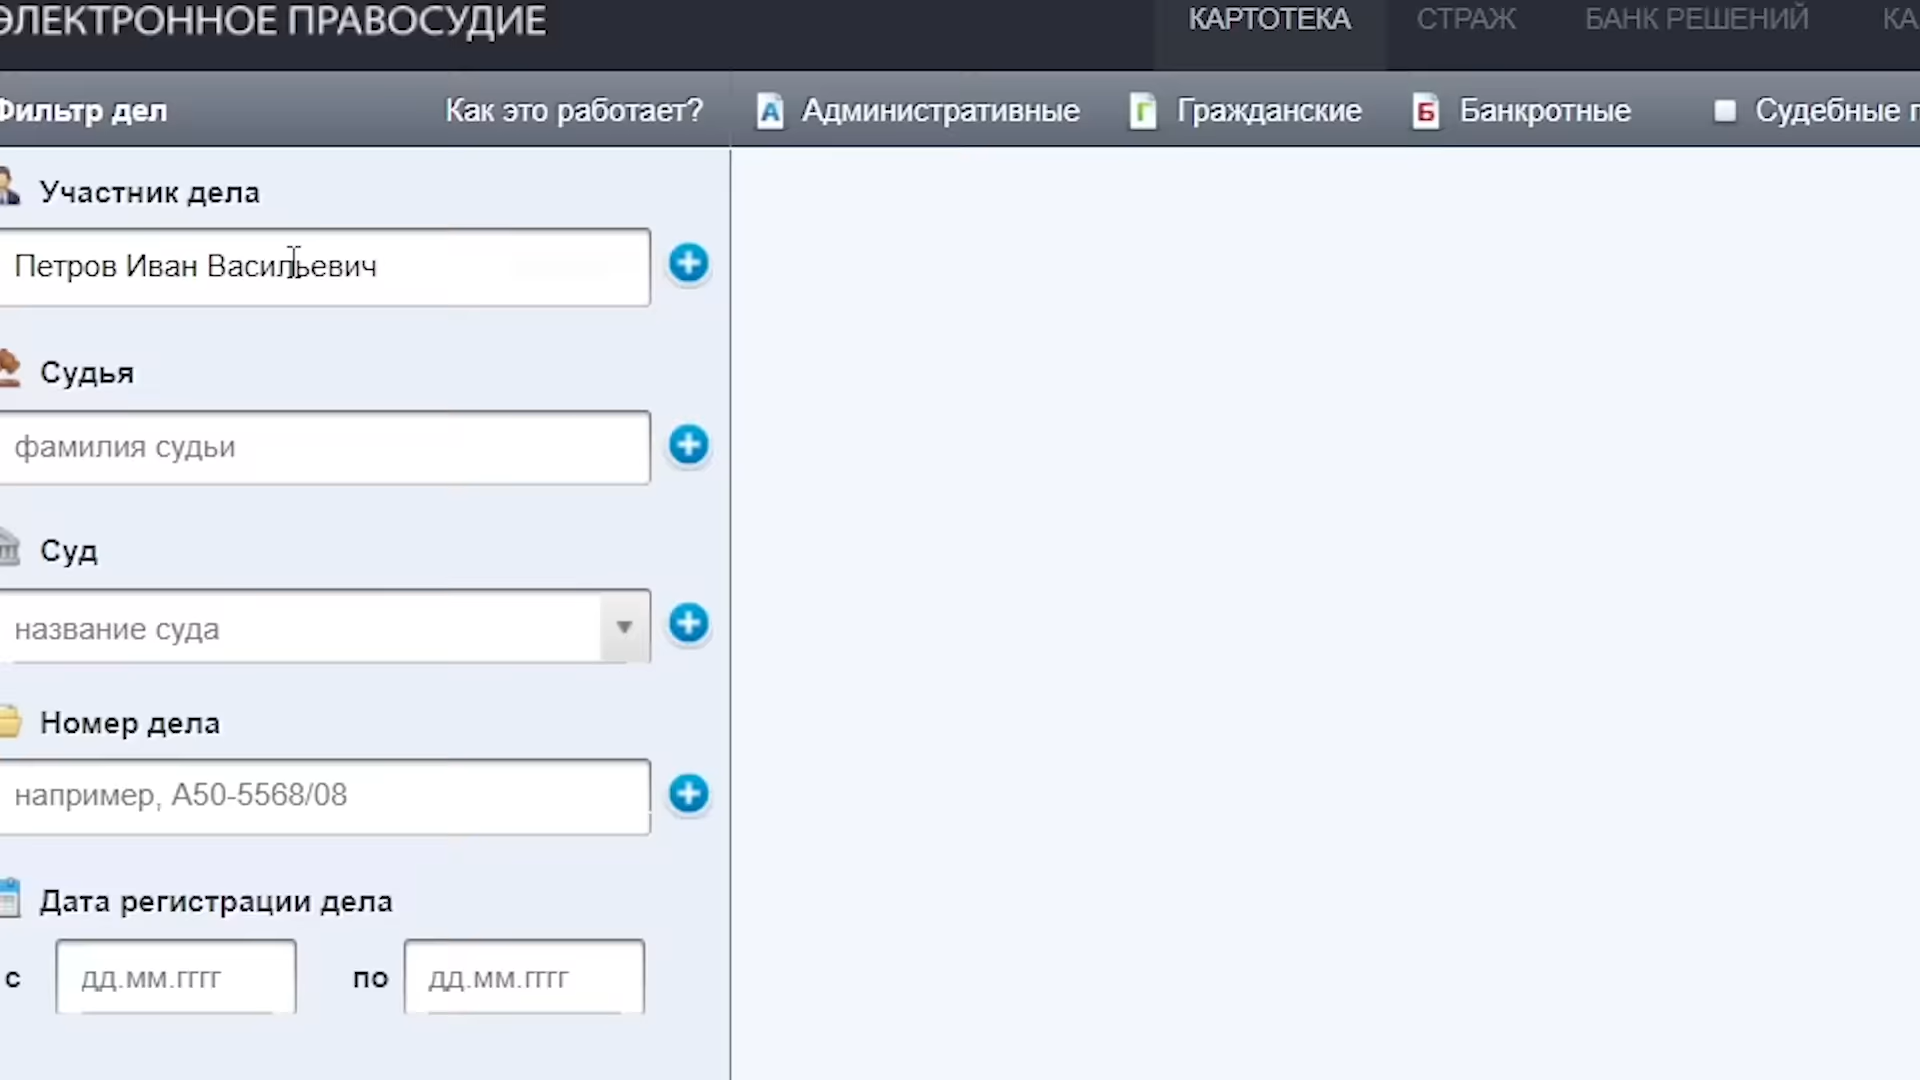 ЭЛЕКТРОННОЕ ПРАВОСУДИЕ
КАРТОТЕКА
СТРАЖ
БАНК РЕШЕНИЙ
КА
Фильтр дел
Как это работает?
А Административные
Г Гражданские
Б Банкротные
Судебные п
Участник дела
Петров Иван Васильевич
Судья
фамилия судьи
Суд
название суда
Номер дела
например, А50-5568/08
Дата регистрации дела
с дд.мм.гггг по дд.мм.гггг